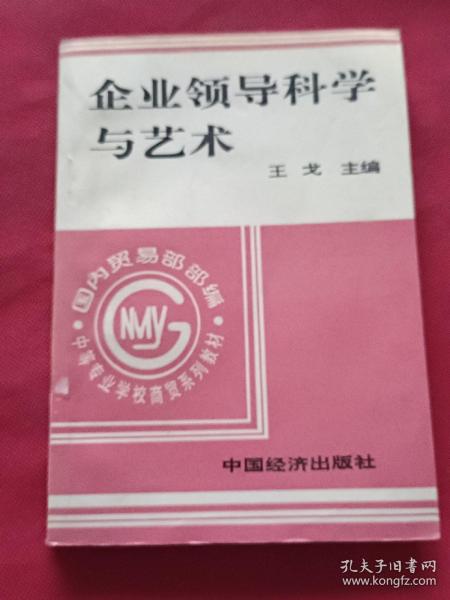 企业领导科学
与艺术
王戈 主编
·国内贸易部部编·
中等专业学校商贸系列教材
NMYG
中国经济出版社
孔夫子旧书网
www.kongfz.com